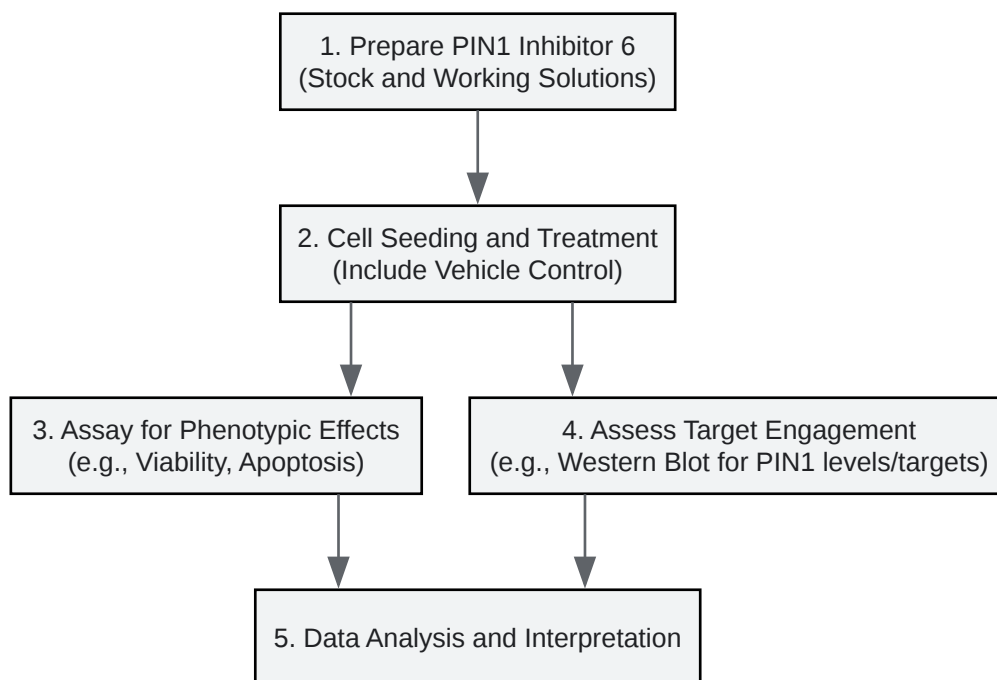 1. Prepare PIN1 Inhibitor 6
(Stock and Working Solutions)
2. Cell Seeding and Treatment
(Include Vehicle Control)
3. Assay for Phenotypic Effects
(e.g., Viability, Apoptosis)
4. Assess Target Engagement
(e.g., Western Blot for PIN1 levels/targets)
5. Data Analysis and Interpretation